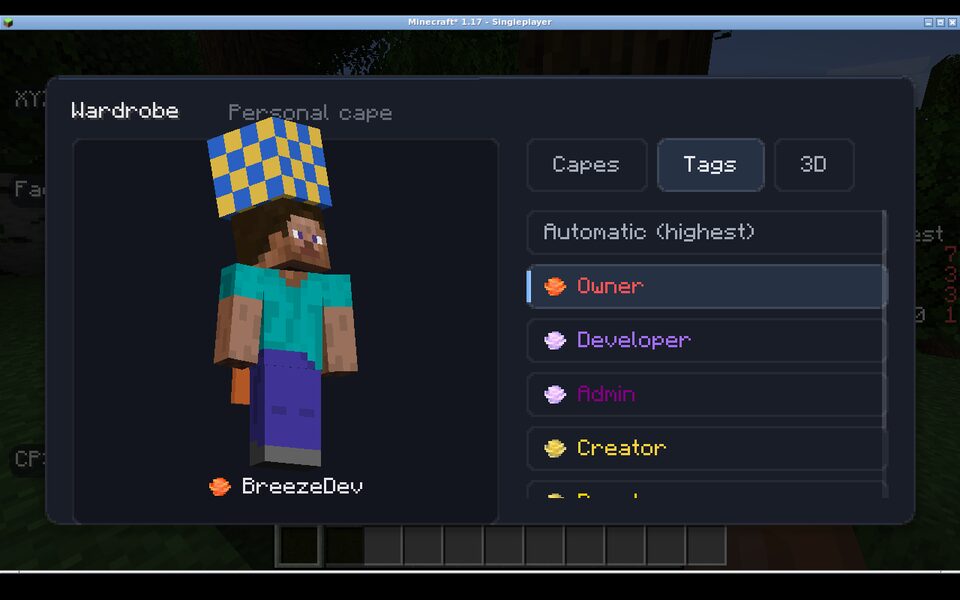 Minecraft* 1.17 - Singleplayer
Wardrobe
Personal cape
Capes
Tags
3D
Automatic (highest)
Owner
Developer
Admin
Creator
BreezeDev